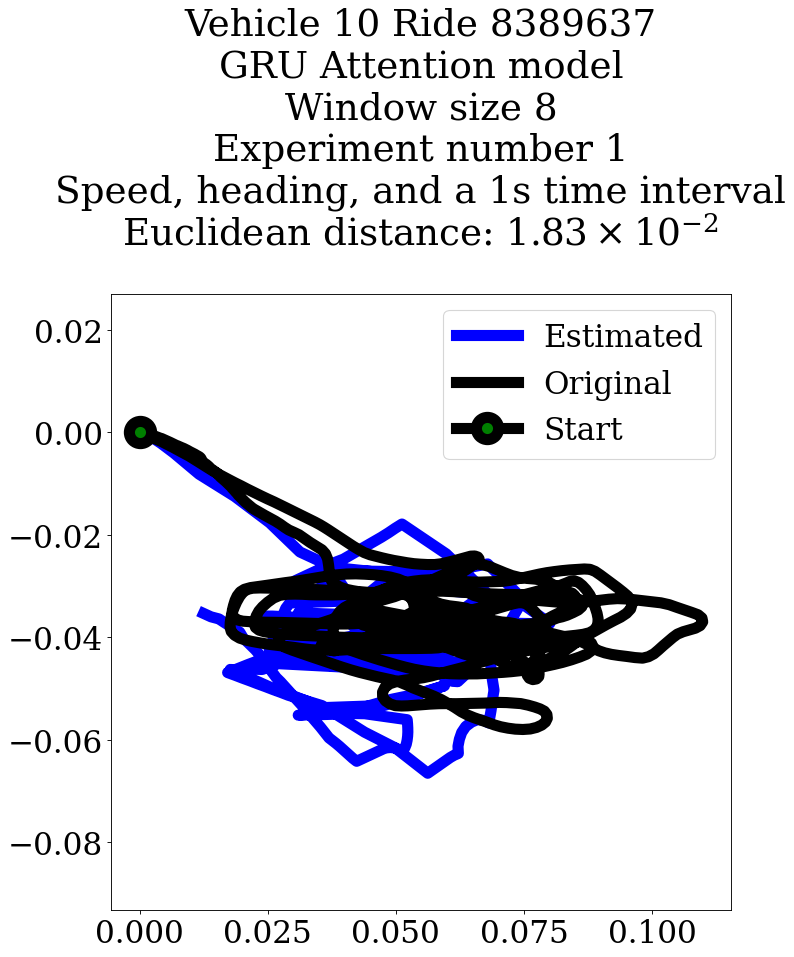 Vehicle 10 Ride 8389637
GRU Attention model
Window size 8
Experiment number 1
Speed, heading, and a 1s time interval
Euclidean distance: 1.83 × 10⁻²
Estimated
Original
Start
0.02
0.00
−0.02
−0.04
−0.06
−0.08
0.000 0.025 0.050 0.075 0.100